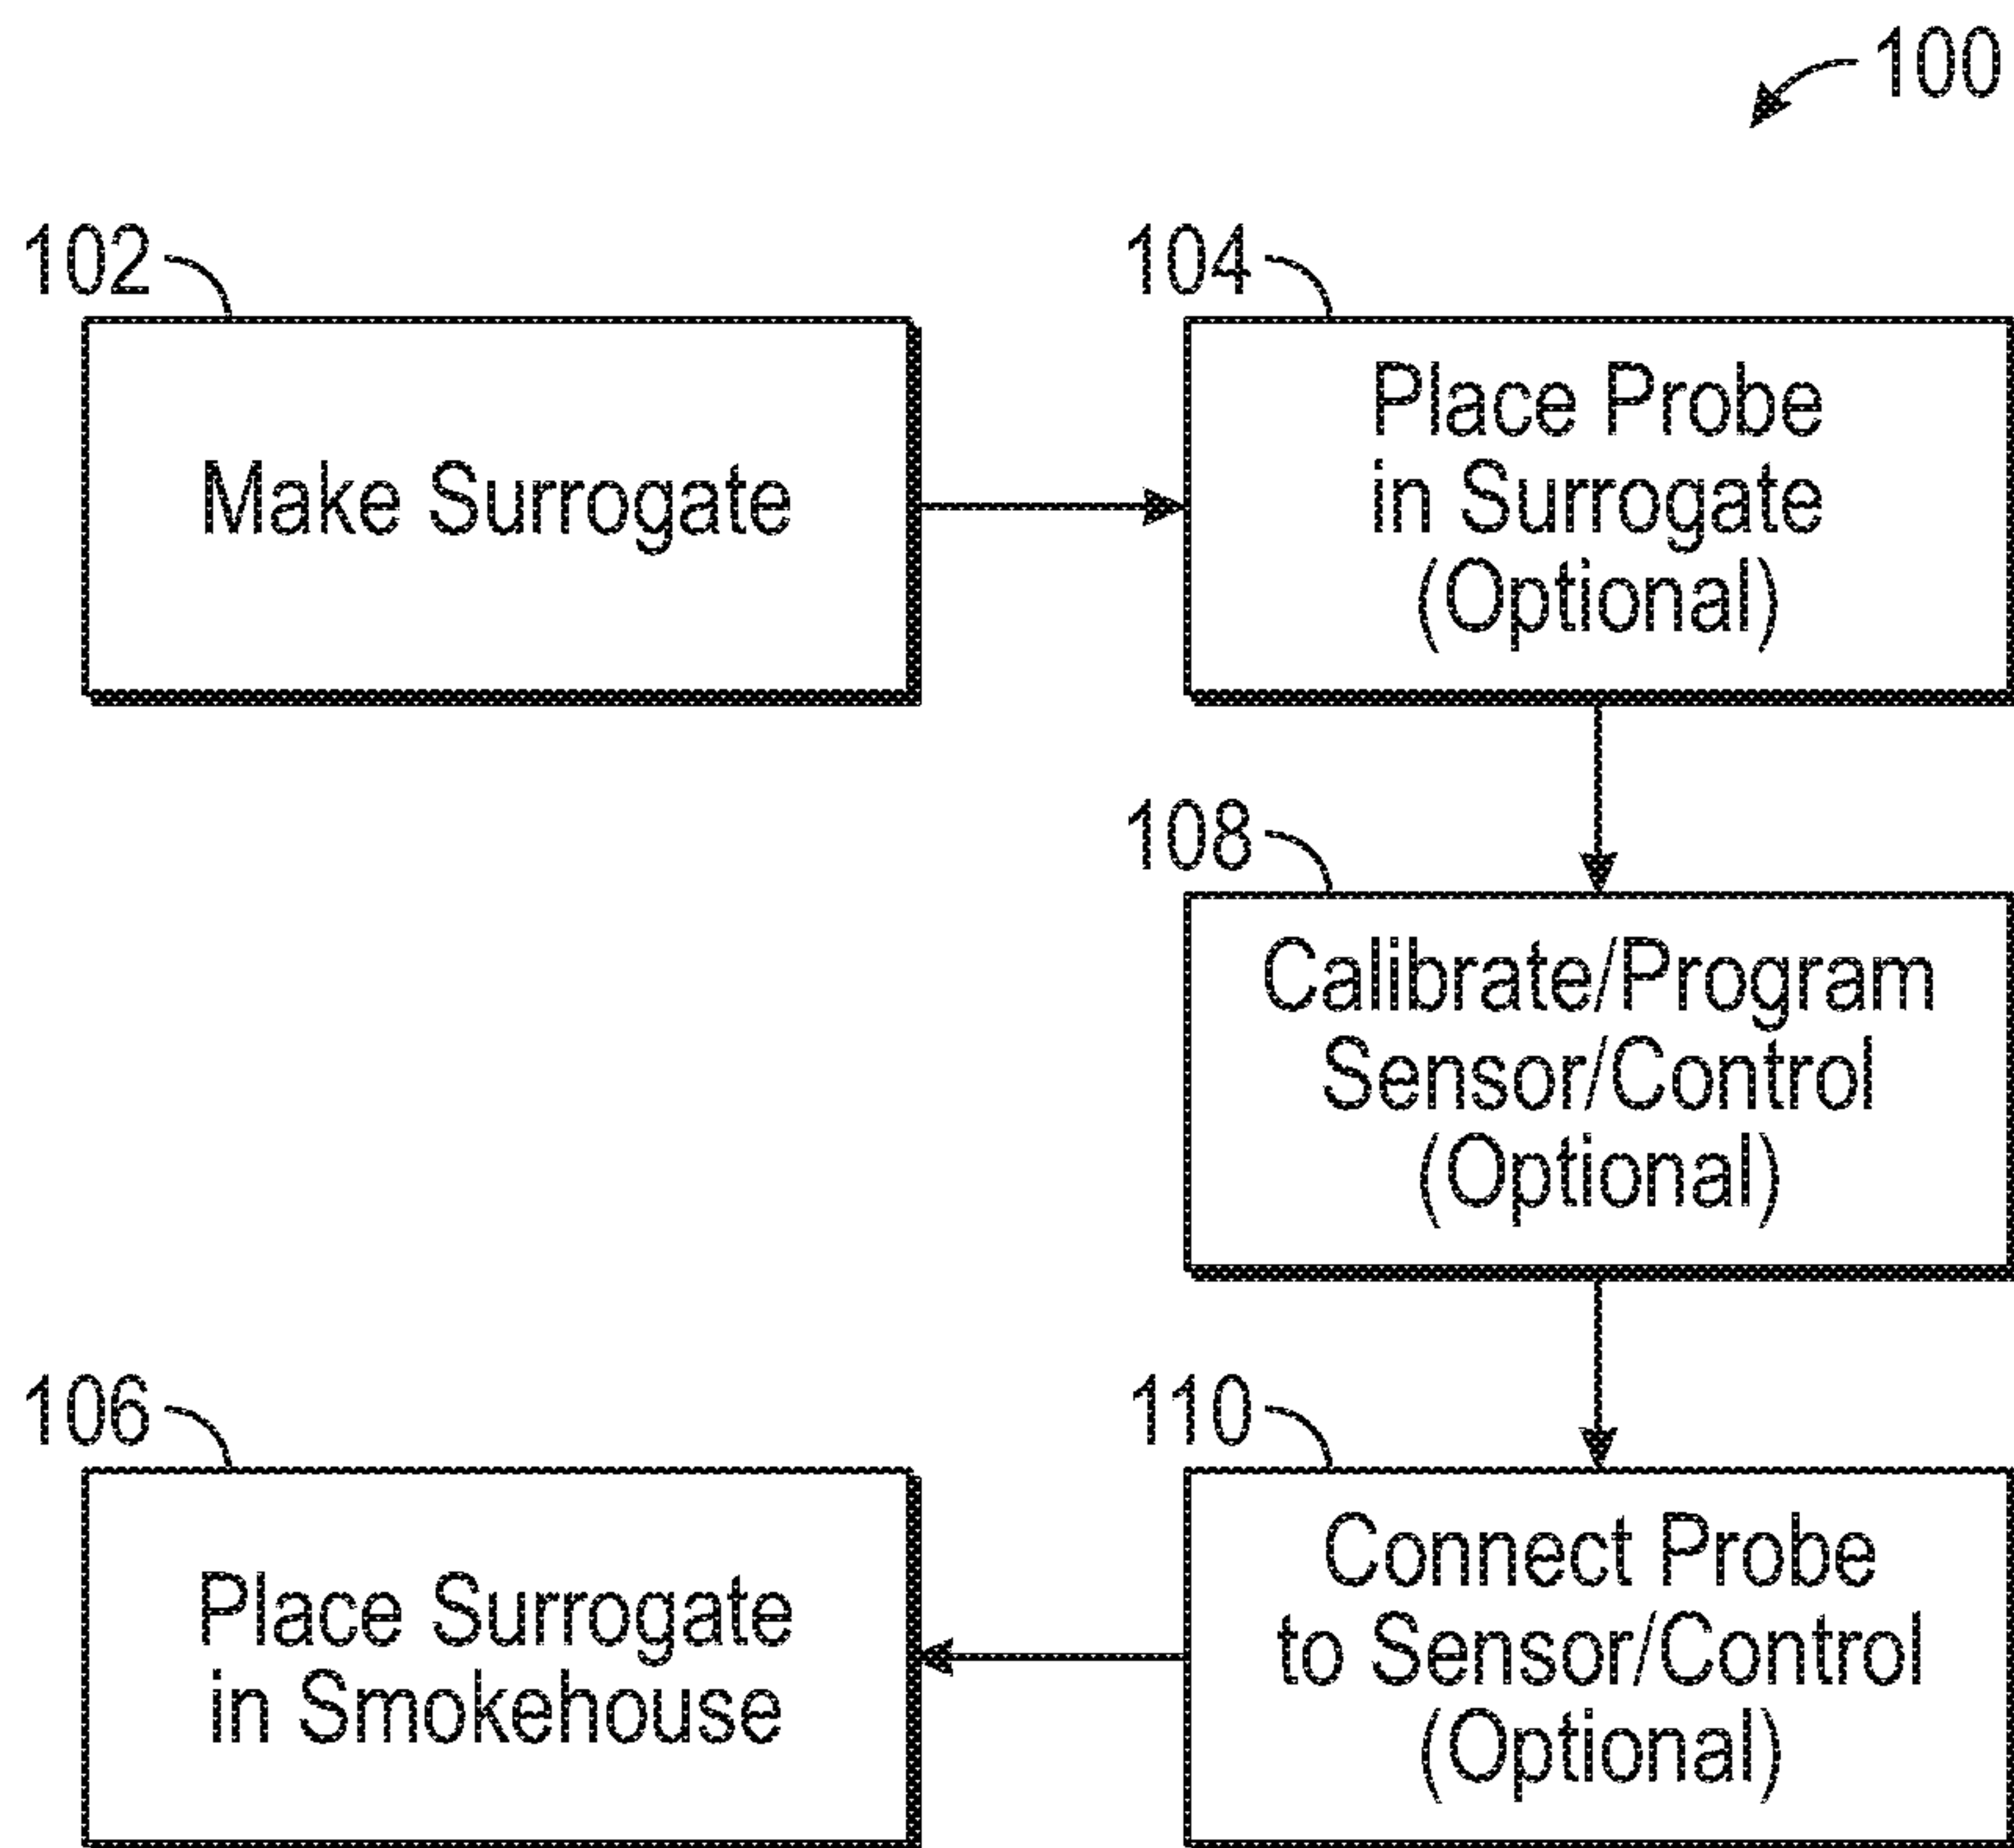 100
102
Make Surrogate
104
Place Probe
in Surrogate
(Optional)
108
Calibrate/Program
Sensor/Control
(Optional)
110
Connect Probe
to Sensor/Control
(Optional)
106
Place Surrogate
in Smokehouse